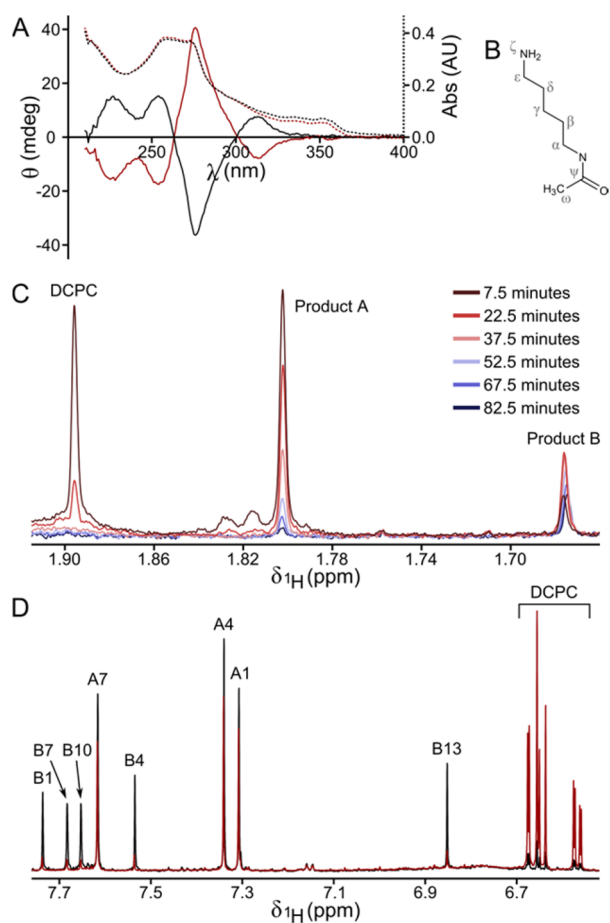 A
B
40
20
0
-20
-40
θ (mdeg)
250
300
350
400
λ (nm)
0.4
0.2
0.0
Abs (AU)
ζ
NH₂
ε
δ
γ
β
α
N
ψ
H₃C
O
ω
C
DCPC
Product A
7.5 minutes
22.5 minutes
37.5 minutes
52.5 minutes
67.5 minutes
82.5 minutes
Product B
1.90
1.86
1.82
1.78
1.74
1.70
δ₁H (ppm)
D
DCPC
A4
A7
A1
B7
B10
B1
B4
B13
7.7
7.5
7.3
7.1
6.9
6.7
δ₁H (ppm)